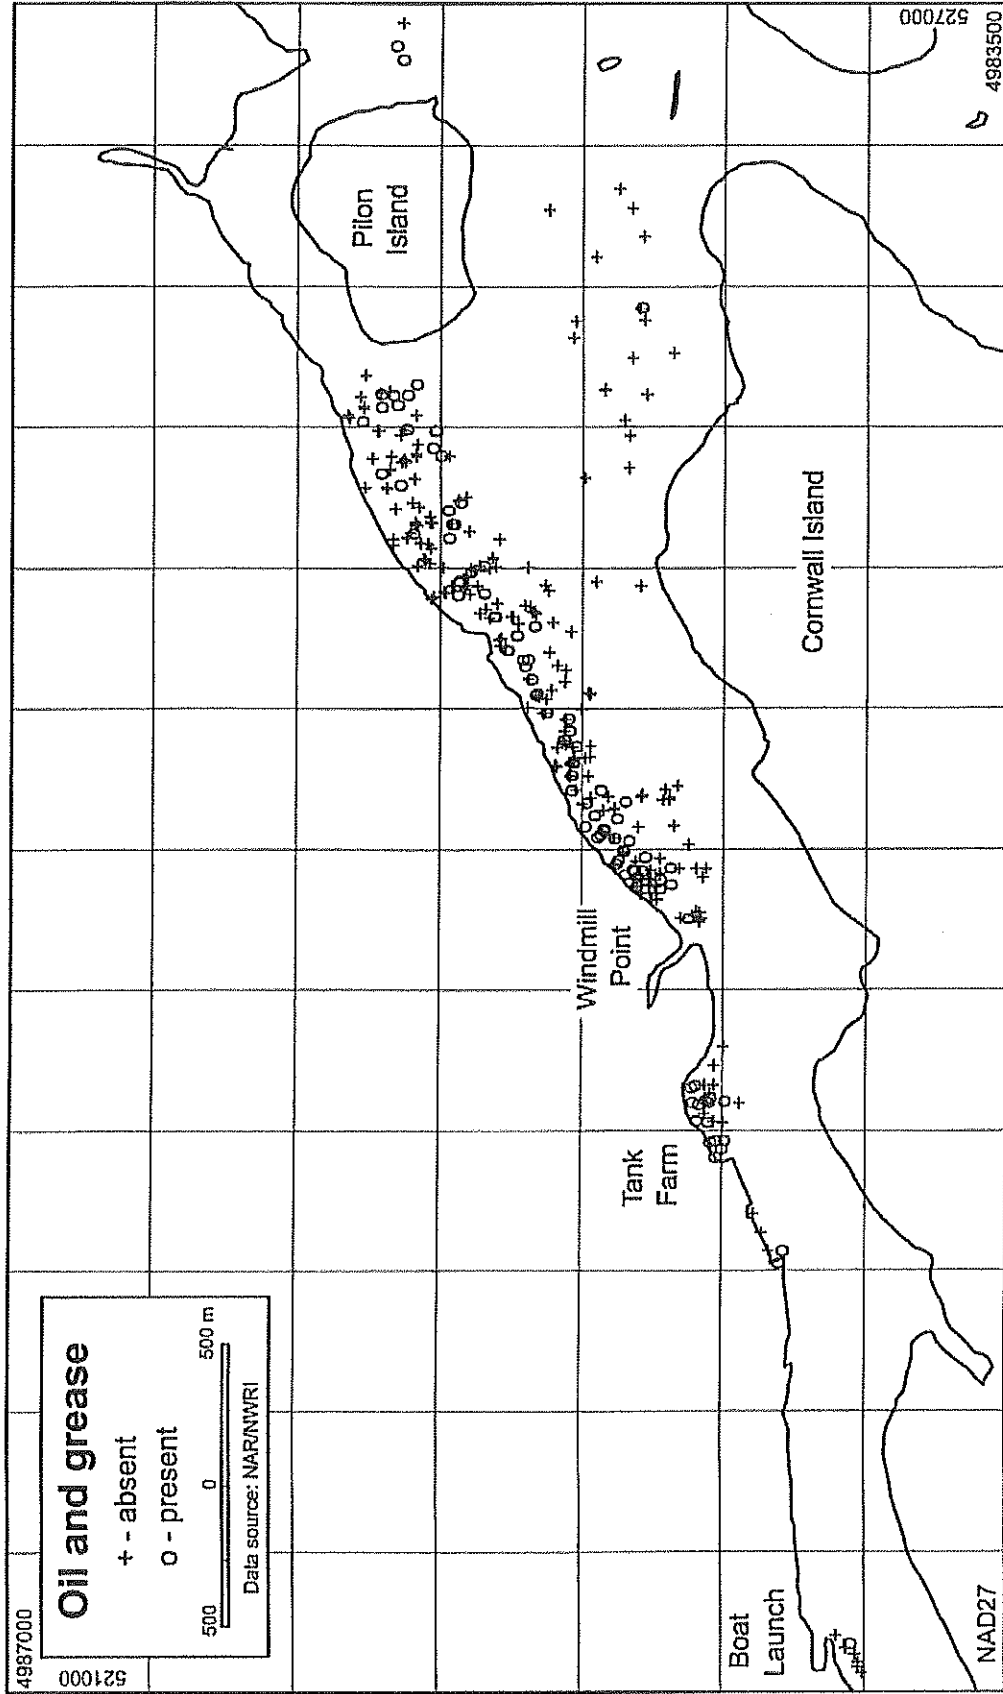 4987000
521000
Oil and grease
+ - absent
o - present
500 0 500 m
Data source: NAR/NWRI
Pilon
Island
Windmill
Point
Tank
Farm
Cornwall Island
Boat
Launch
NAD27
527000
4983500